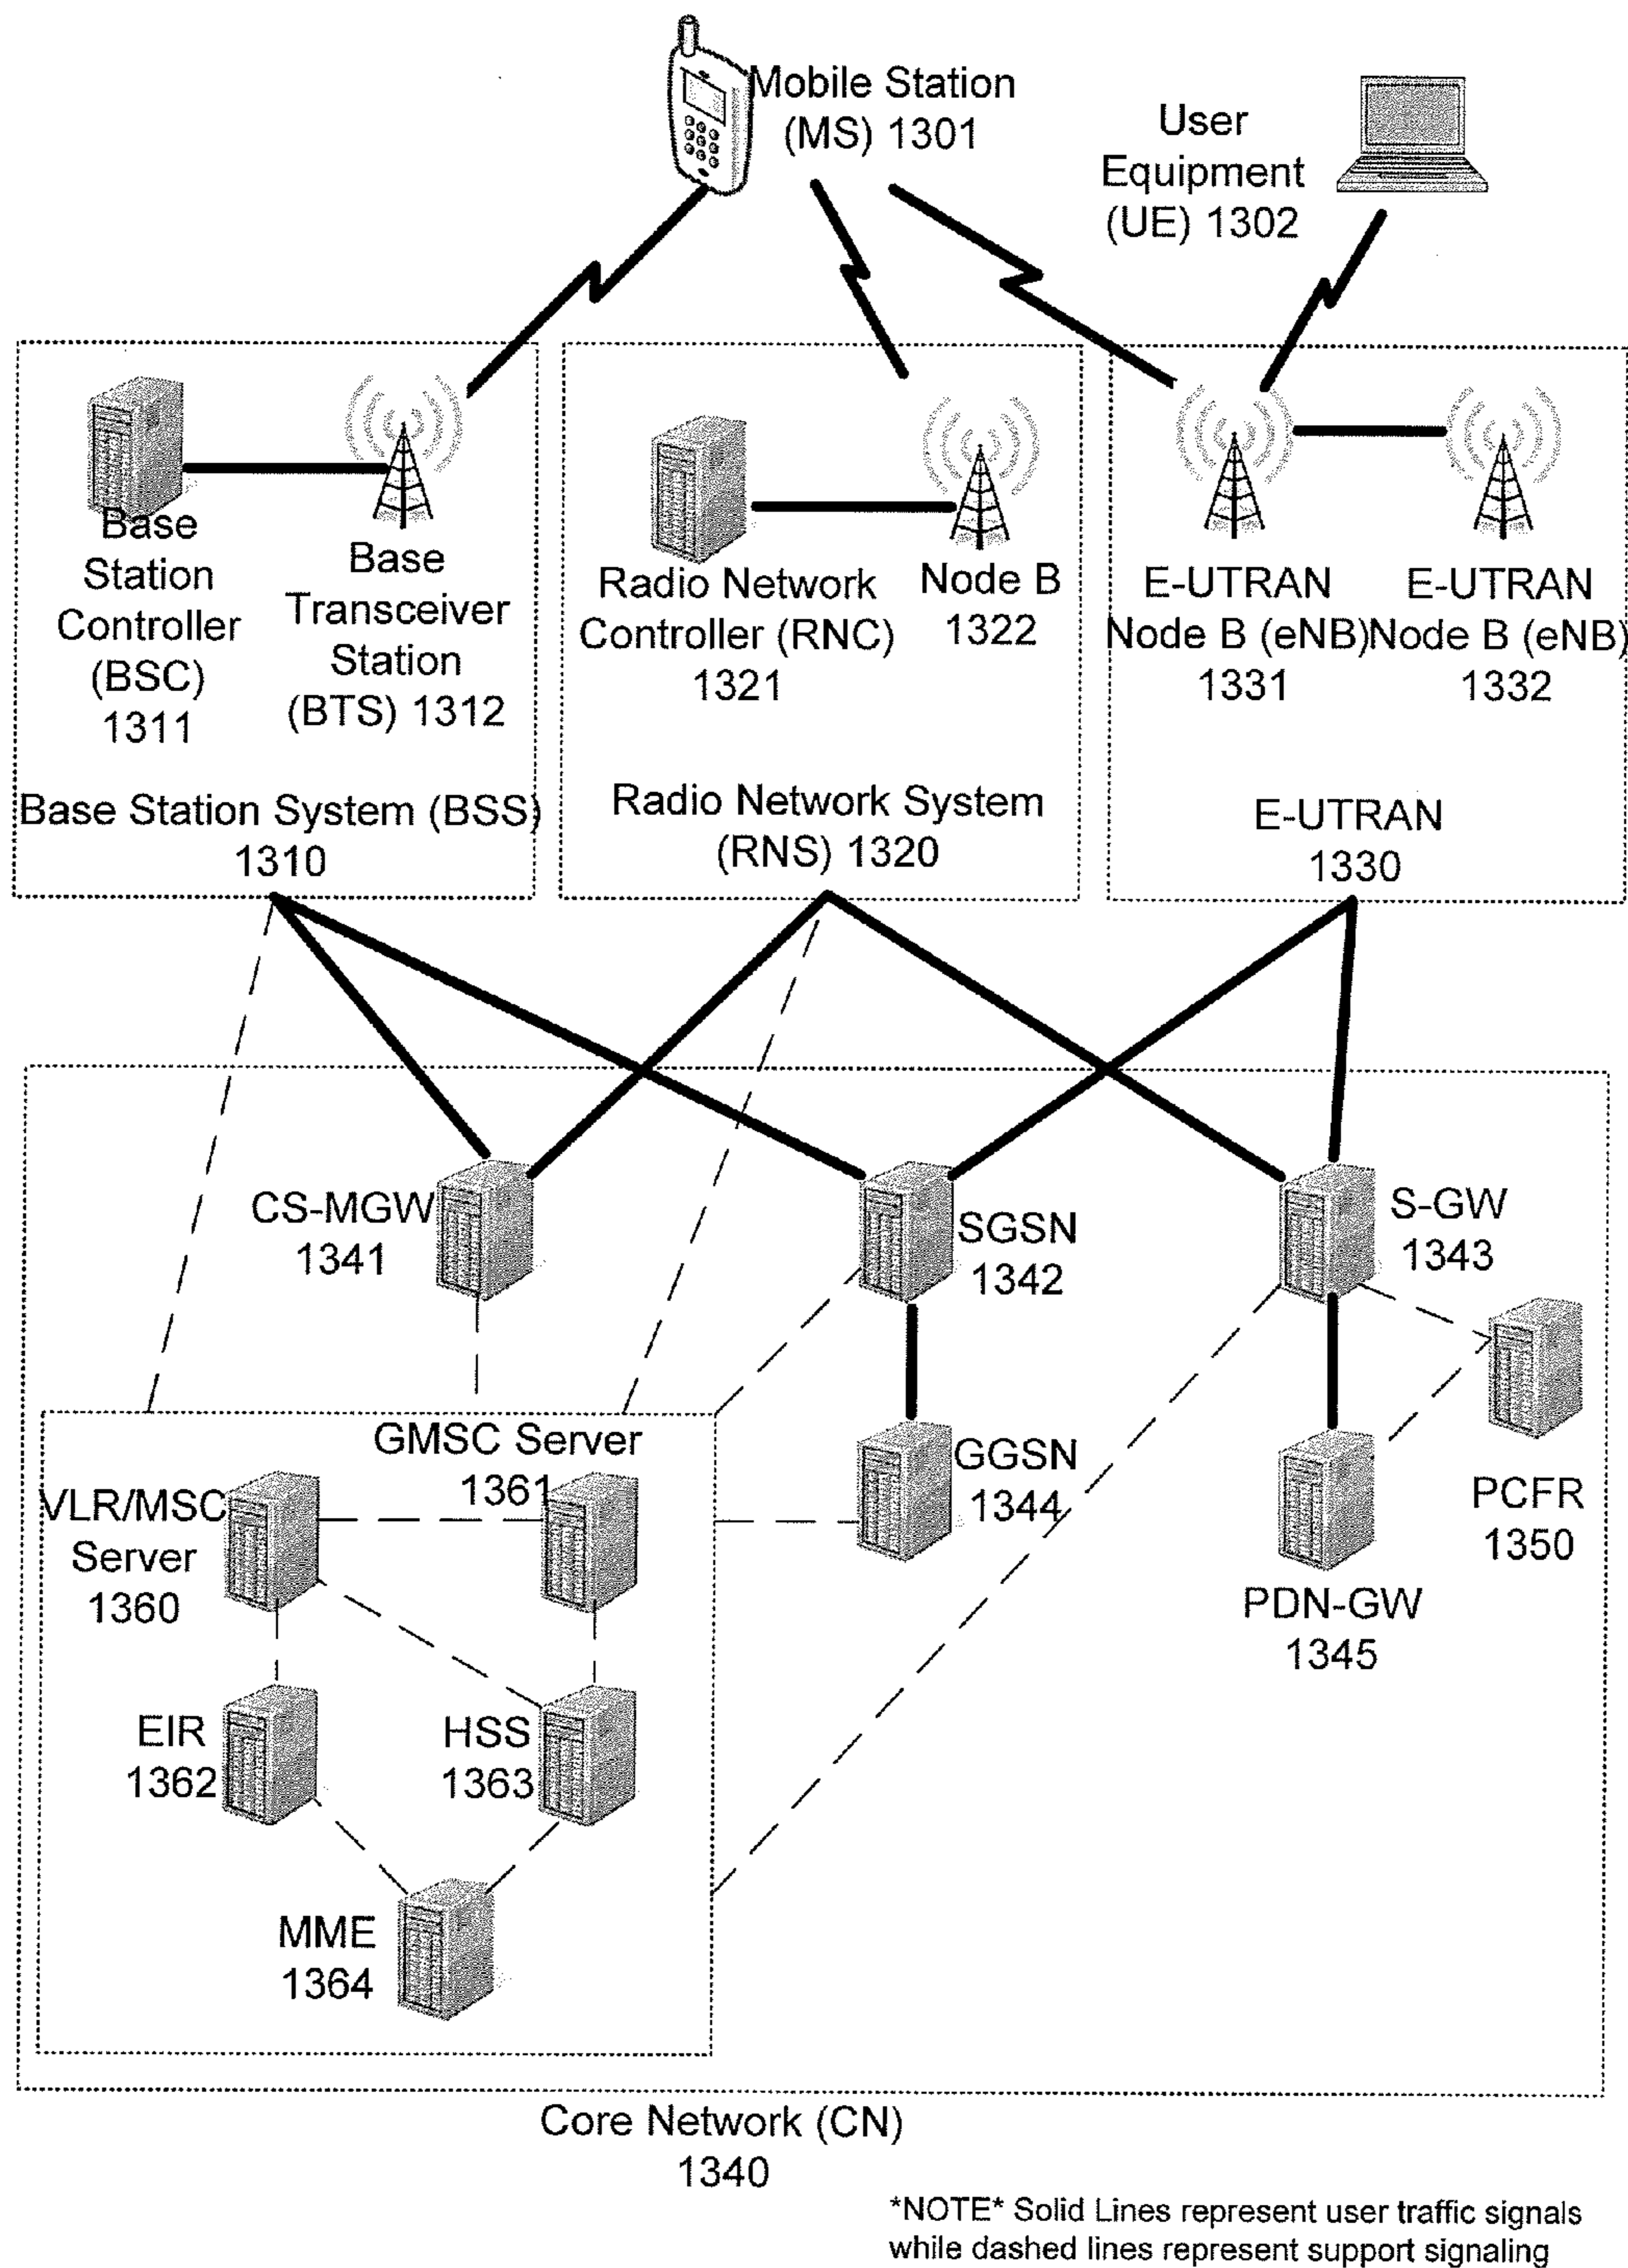 Mobile Station
(MS) 1301
User
Equipment
(UE) 1302
Base
Station
Controller
(BSC)
1311
Base
Transceiver
Station
(BTS) 1312
Base Station System (BSS)
1310
Radio Network
Controller (RNC)
1321
Node B
1322
Radio Network System
(RNS) 1320
E-UTRAN
Node B (eNB)
1331
E-UTRAN
Node B (eNB)
1332
E-UTRAN
1330
CS-MGW
1341
SGSN
1342
S-GW
1343
GGSN
1344
PCFR
1350
PDN-GW
1345
GMSC Server
1361
VLR/MSC
Server
1360
EIR
1362
HSS
1363
MME
1364
Core Network (CN)
1340
*NOTE* Solid Lines represent user traffic signals
while dashed lines represent support signaling